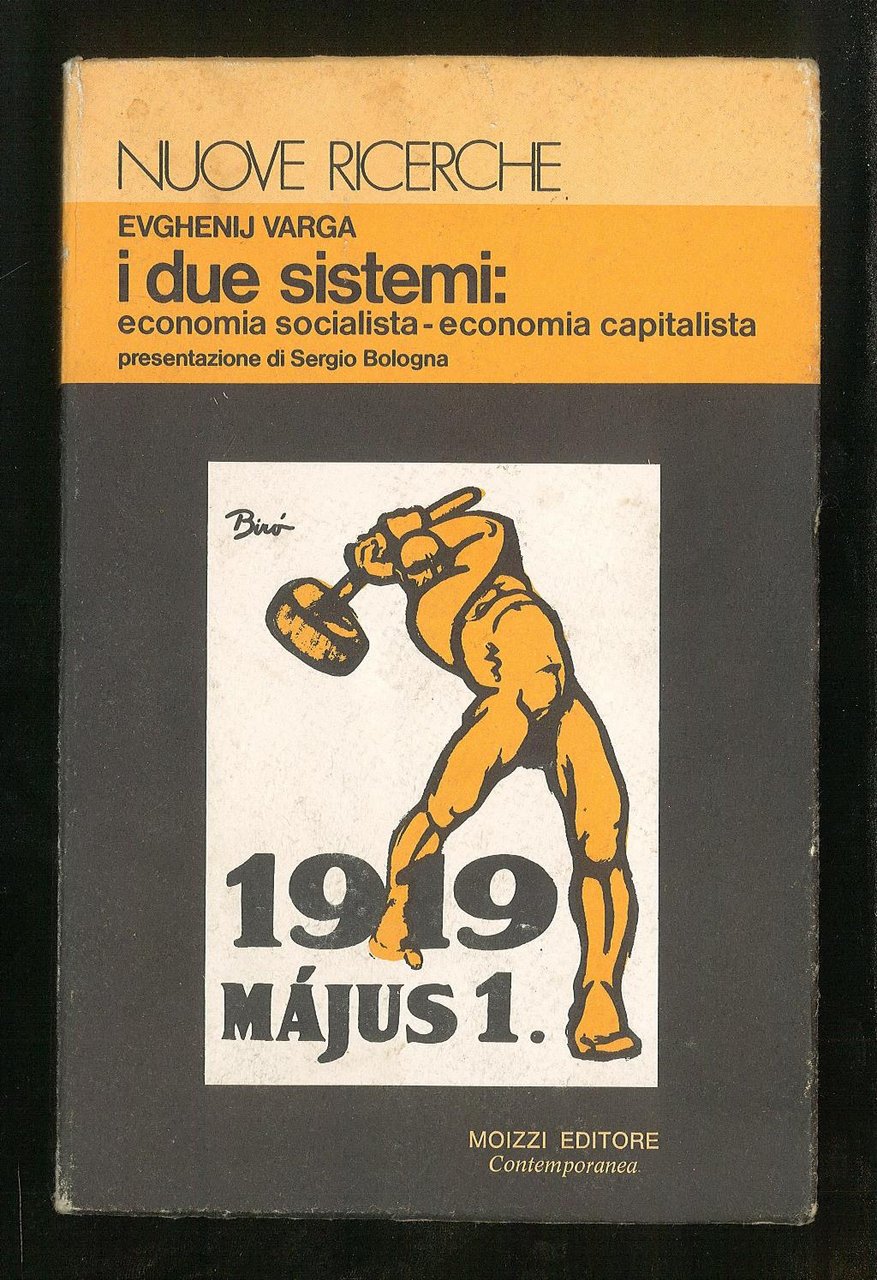 NUOVE RICERCHE
EVGHENIJ VARGA
i due sistemi:
economia socialista - economia capitalista
presentazione di Sergio Bologna
Biró
1919
MÁJUS 1.
MOIZZI EDITORE
Contemporanea